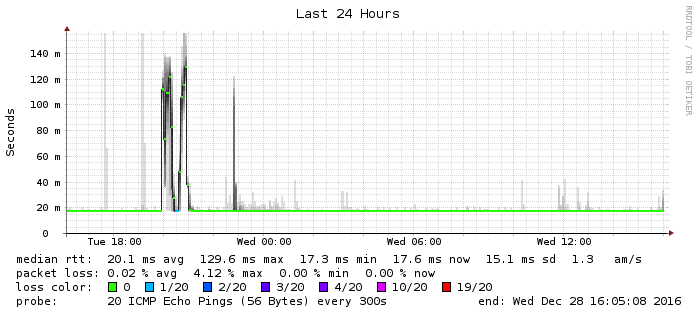 Last 24 Hours
RRDTOOL / TOBI OETIKER
Seconds
140 m
120 m
100 m
80 m
60 m
40 m
20 m
0
Tue 18:00 Wed 00:00 Wed 06:00 Wed 12:00
median rtt: 20.1 ms avg 129.6 ms max 17.3 ms min 17.6 ms now 15.1 ms sd 1.3 am/s
packet loss: 0.02 % avg 4.12 % max 0.00 % min 0.00 % now
loss color: 0 1/20 2/20 3/20 4/20 10/20 19/20
probe: 20 ICMP Echo Pings (56 Bytes) every 300s end: Wed Dec 28 16:05:08 2016